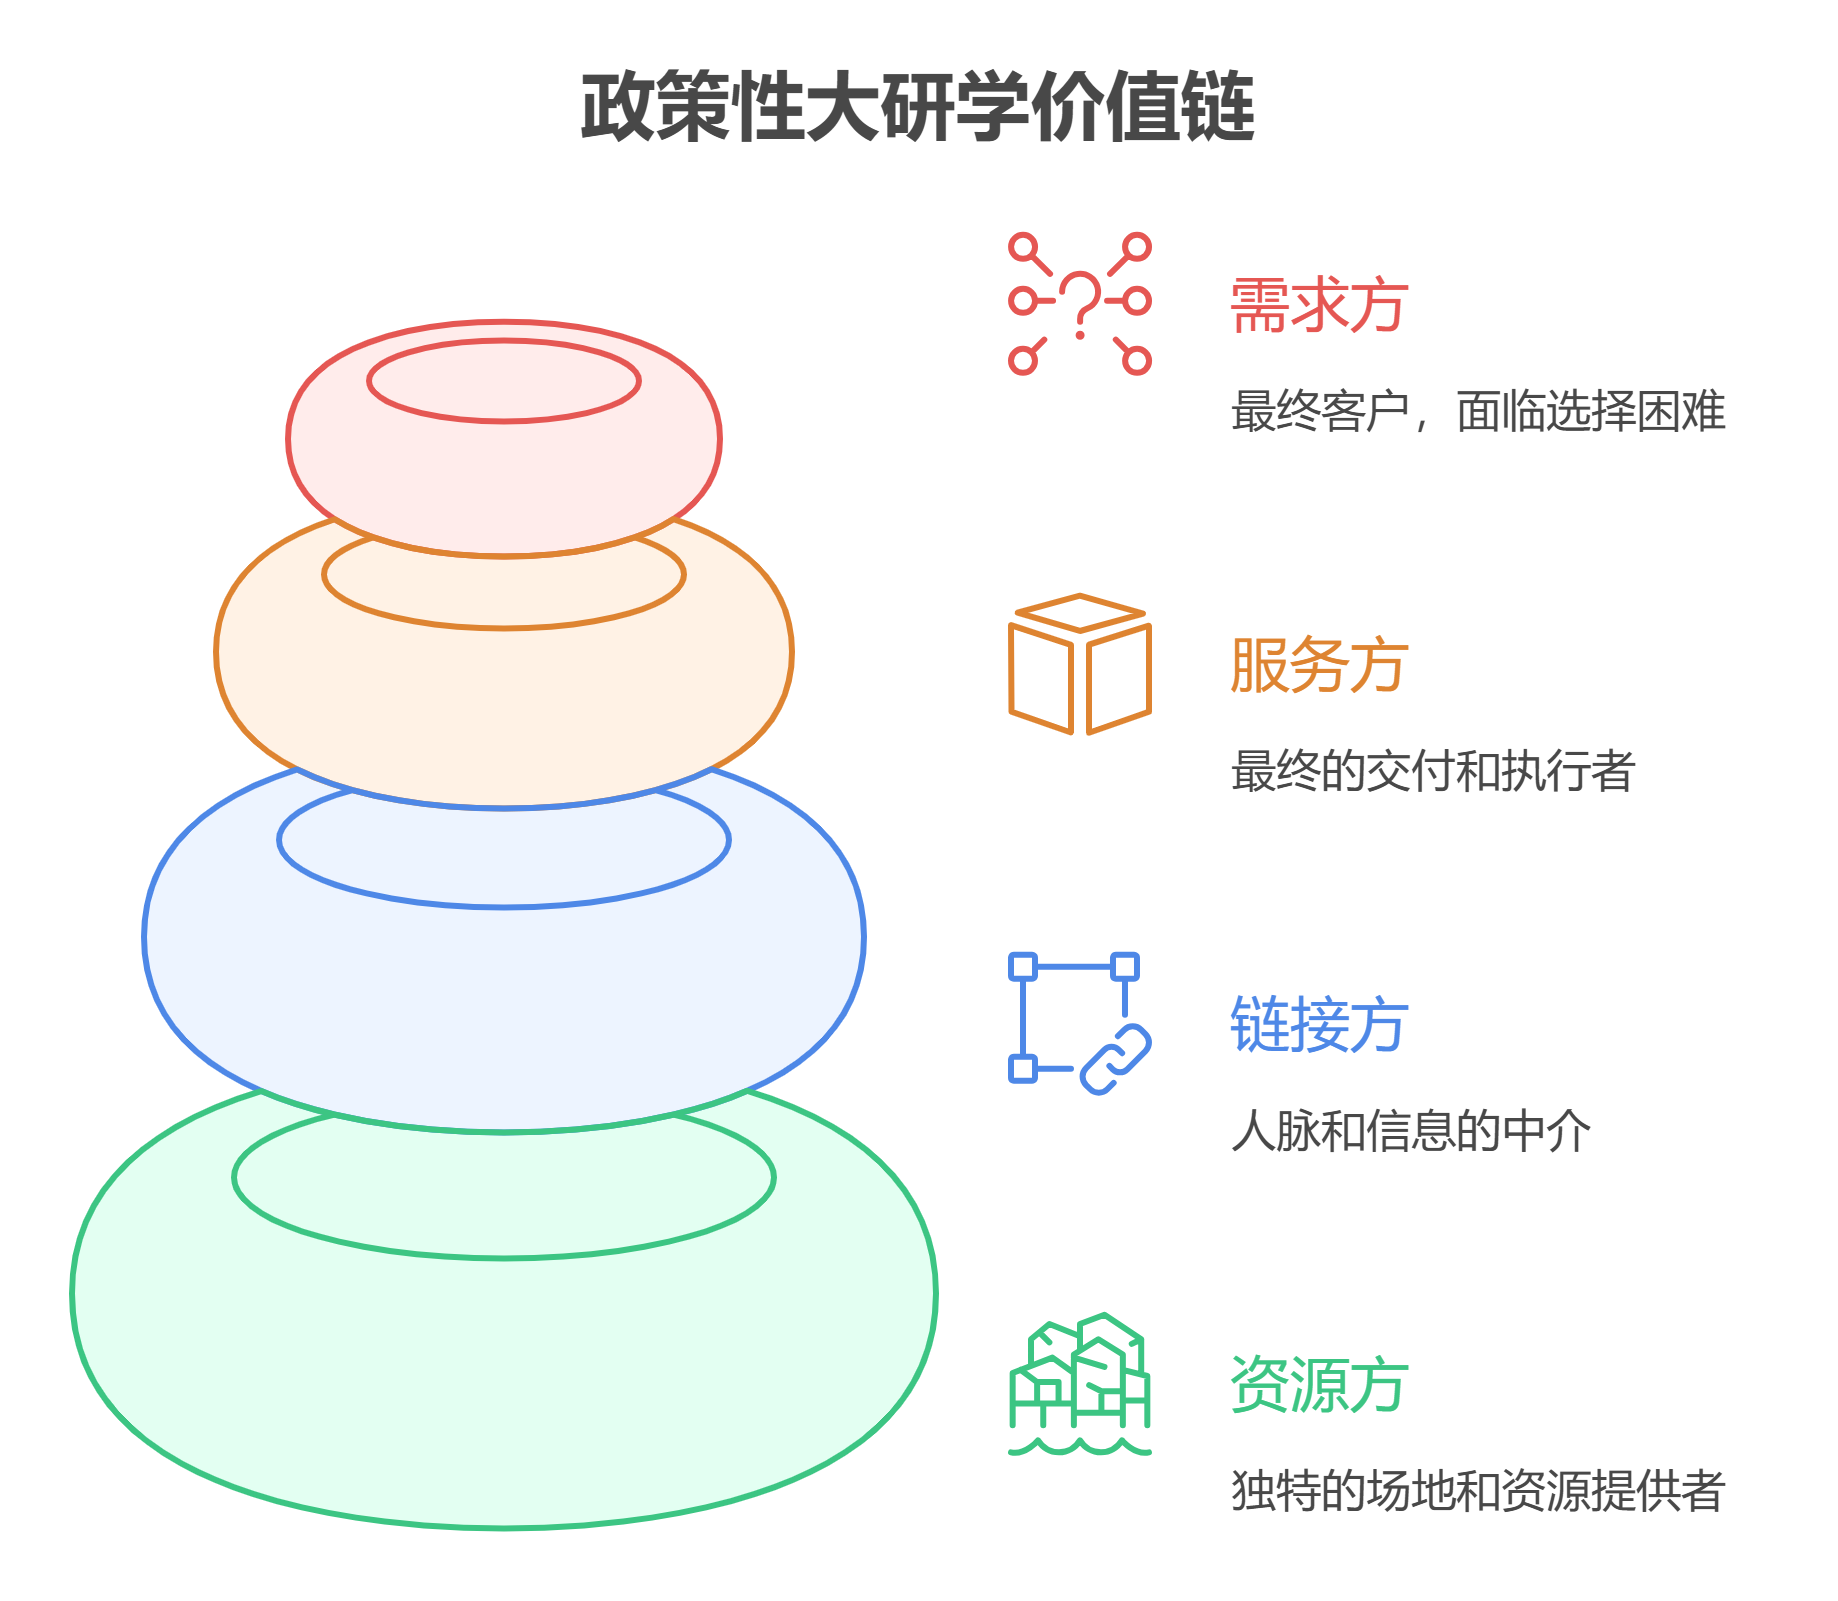 政策性大研学价值链
需求方
最终客户，面临选择困难
服务方
最终的交付和执行者
链接方
人脉和信息的中介
资源方
独特的场地和资源提供者